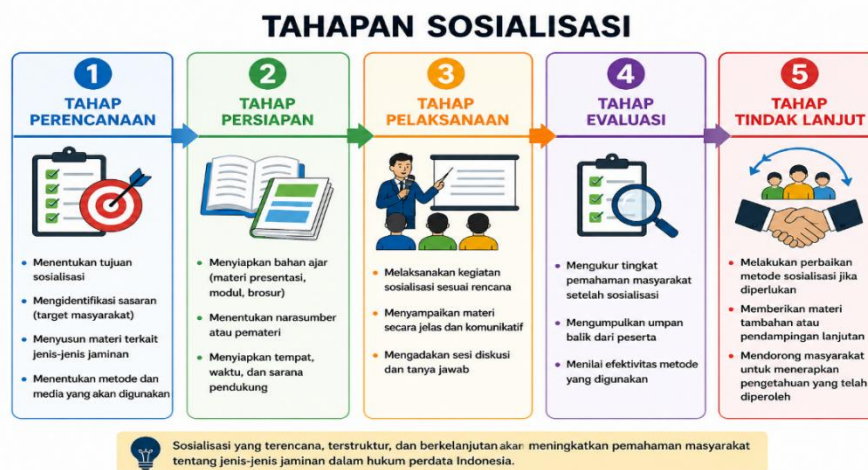 TAHAPAN SOSIALISASI
1
TAHAP
PERENCANAAN
• Menentukan tujuan
sosialisasi
• Mengidentifikasi sasaran
(target masyarakat)
• Menyusun materi terkait
jenis-jenis jaminan
• Menentukan metode dan
media yang akan digunakan
2
TAHAP
PERSIAPAN
• Menyiapkan bahan ajar
(materi presentasi,
modul, brosur)
• Menentukan narasumber
atau pemateri
• Menyiapkan tempat,
waktu, dan sarana
pendukung
3
TAHAP
PELAKSANAAN
• Melaksanakan kegiatan
sosialisasi sesuai rencana
• Menyampaikan materi
secara jelas dan komunikatif
• Mengadakan sesi diskusi
dan tanya jawab
4
TAHAP
EVALUASI
• Mengukur tingkat
pemahaman masyarakat
setelah sosialisasi
• Mengumpulkan umpan
balik dari peserta
• Menilai efektivitas metode
yang digunakan
5
TAHAP
TINDAK LANJUT
• Melakukan perbaikan
metode sosialisasi jika
diperlukan
• Memberikan materi
tambahan atau
pendampingan lanjutan
• Mendorong masyarakat
untuk menerapkan
pengetahuan yang telah
diperoleh
Sosialisasi yang terencana, terstruktur, dan berkelanjutan akan meningkatkan pemahaman masyarakat
tentang jenis-jenis jaminan dalam hukum perdata Indonesia.